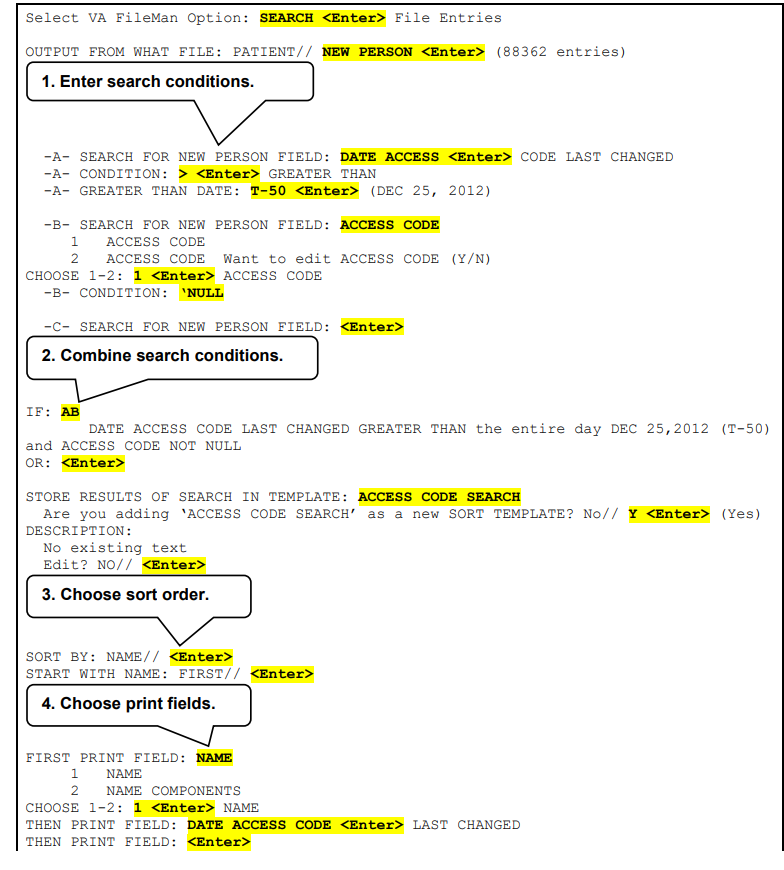 Select VA FileMan Option: SEARCH <Enter> File Entries
OUTPUT FROM WHAT FILE: PATIENT// NEW PERSON <Enter> (88362 entries)
1. Enter search conditions.
-A- SEARCH FOR NEW PERSON FIELD: DATE ACCESS <Enter> CODE LAST CHANGED
-A- CONDITION: > <Enter> GREATER THAN
-A- GREATER THAN DATE: T-50 <Enter> (DEC 25, 2012)
-B- SEARCH FOR NEW PERSON FIELD: ACCESS CODE
1 ACCESS CODE
2 ACCESS CODE Want to edit ACCESS CODE (Y/N)
CHOOSE 1-2: 1 <Enter> ACCESS CODE
-B- CONDITION: ‘NULL
-C- SEARCH FOR NEW PERSON FIELD: <Enter>
2. Combine search conditions.
IF: AB
DATE ACCESS CODE LAST CHANGED GREATER THAN the entire day DEC 25,2012 (T-50)
and ACCESS CODE NOT NULL
OR: <Enter>
STORE RESULTS OF SEARCH IN TEMPLATE: ACCESS CODE SEARCH
Are you adding ‘ACCESS CODE SEARCH’ as a new SORT TEMPLATE? No// Y <Enter> (Yes)
DESCRIPTION:
No existing text
Edit? NO// <Enter>
3. Choose sort order.
SORT BY: NAME// <Enter>
START WITH NAME: FIRST// <Enter>
4. Choose print fields.
FIRST PRINT FIELD: NAME
1 NAME
2 NAME COMPONENTS
CHOOSE 1-2: 1 <Enter> NAME
THEN PRINT FIELD: DATE ACCESS CODE <Enter> LAST CHANGED
THEN PRINT FIELD: <Enter>